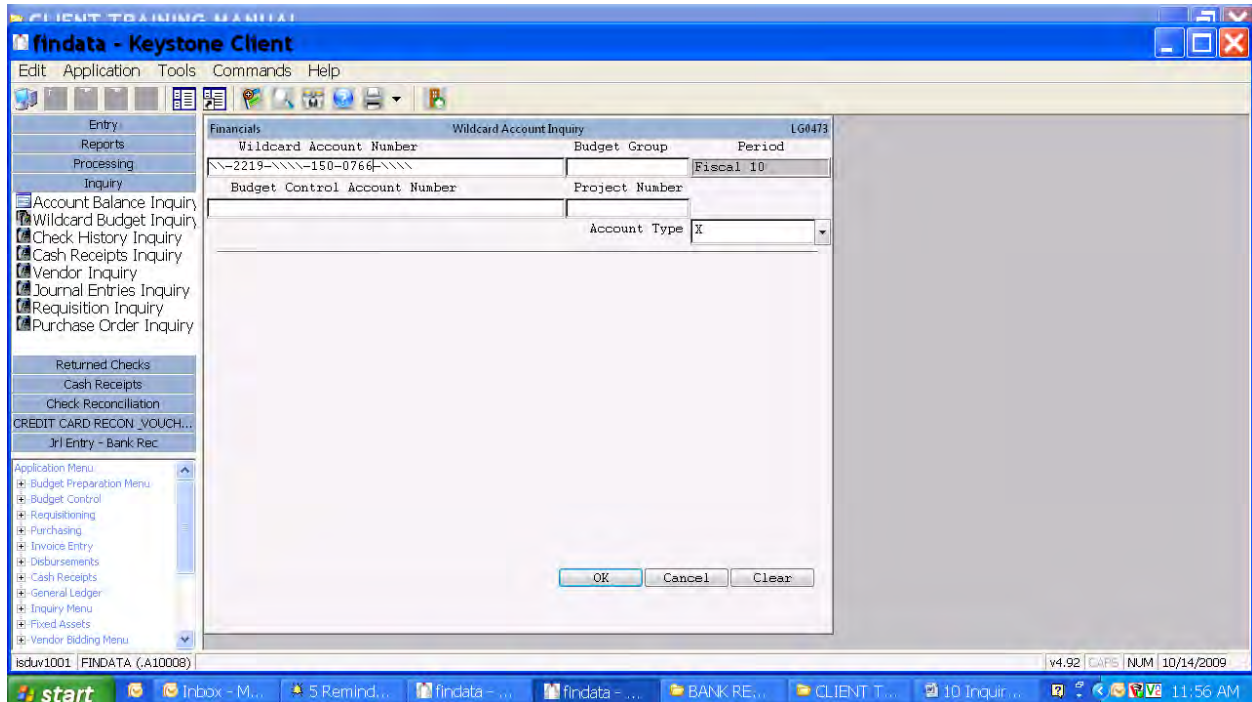 CLIENT TRAINING MANUAL
findata - Keystone Client
Edit Application Tools Commands Help
Entry
Reports
Processing
Inquiry
Account Balance Inquiry
Wildcard Budget Inquiry
Check History Inquiry
Cash Receipts Inquiry
Vendor Inquiry
Journal Entries Inquiry
Requisition Inquiry
Purchase Order Inquiry
Returned Checks
Cash Receipts
Check Reconciliation
CREDIT CARD RECON _VOUCH...
Jrl Entry - Bank Rec
Application Menu
Budget Preparation Menu
Budget Control
Requisitioning
Purchasing
Invoice Entry
Disbursements
Cash Receipts
General Ledger
Inquiry Menu
Fixed Assets
Vendor Bidding Menu
Financials Wildcard Account Inquiry LG0473
Wildcard Account Number Budget Group Period
\\-2219-\\\\-150-0766-\\\\ Fiscal 10
Budget Control Account Number Project Number
Account Type X
OK Cancel Clear
isduv1001 FINDATA (.A10008) v4.92 CAPS NUM 10/14/2009
start Inbox - M... 5 Remind... findata - ... findata - ... BANK RE... CLIENT T... 10 Inquir... 11:56 AM